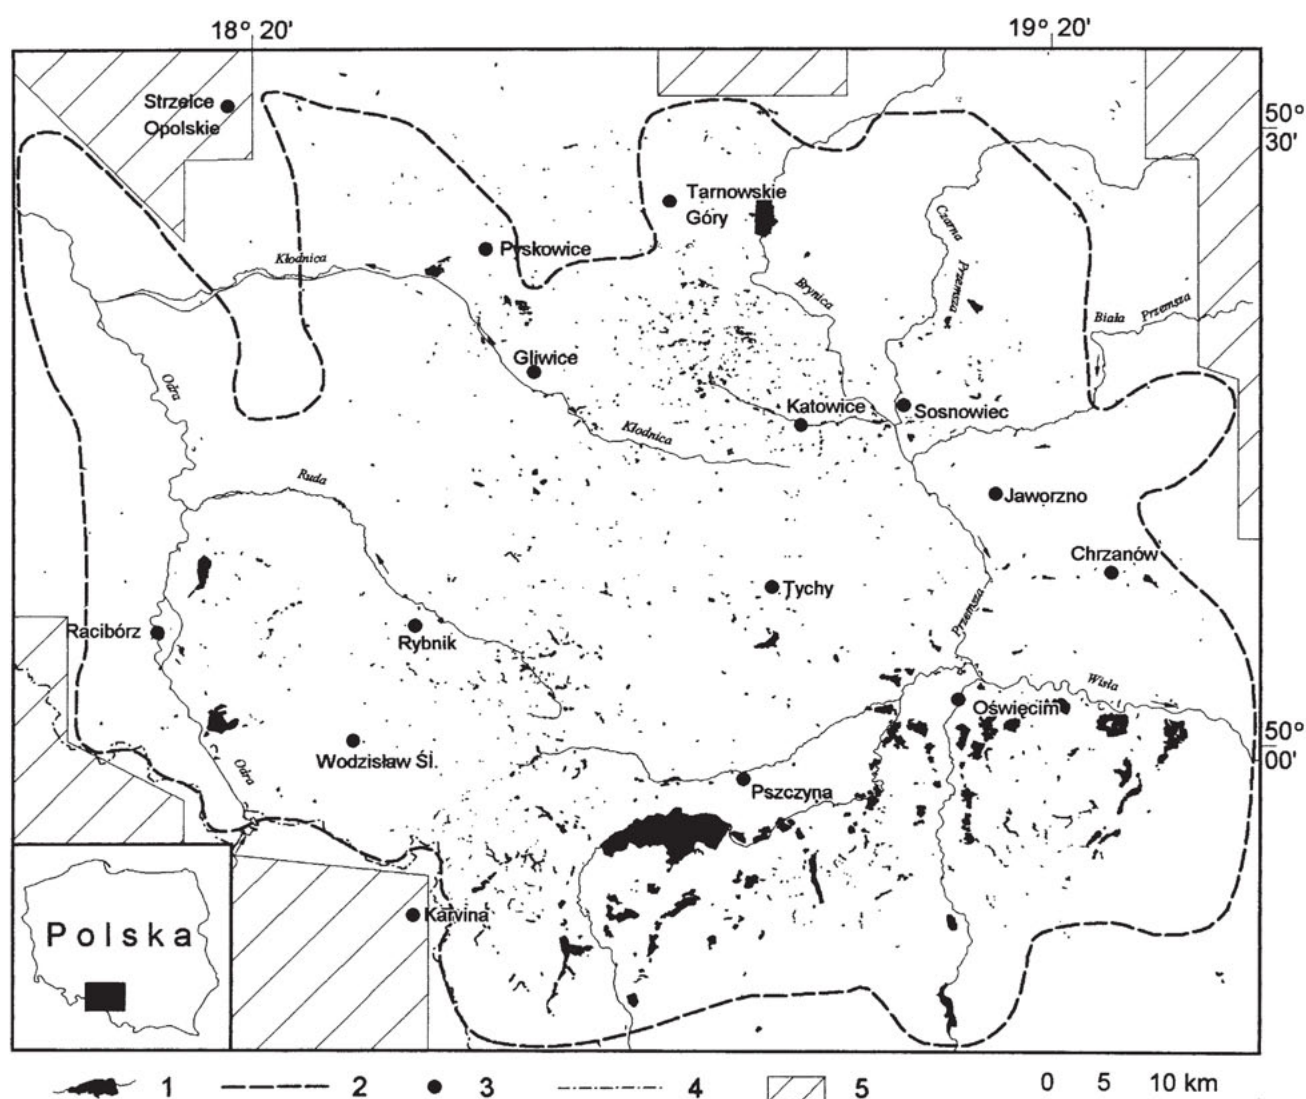 18° 20'
19° 20'
Strzelce
Opolskie
50°
30'
Tarnowskie
Góry
Czarna
Przemsza
Pyskowice
Kłodnica
Brynica
Biała Przemsza
Gliwice
Odra
Katowice
Sosnowiec
Kłodnica
Ruda
Jaworzno
Chrzanów
Tychy
Przemsza
Racibórz
Rybnik
Wisła
Oświęcim
50°
00'
Wodzisław Śl.
Odra
Pszczyna
Karvina
Polska
1 2 3 4 5 0 5 10 km